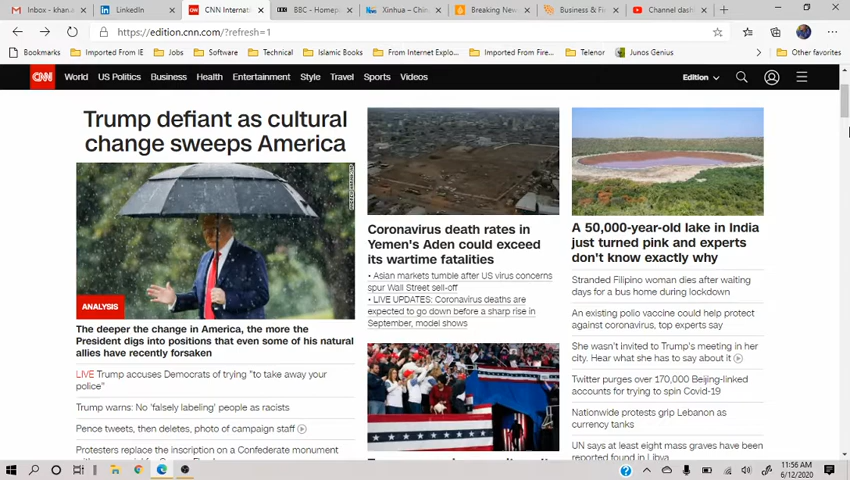 Inbox - khan.a
LinkedIn
CNN Internati
BBC - Homep
Xinhua – Chin
Breaking New
Business & Fi
Channel dash
https://edition.cnn.com/?refresh=1
Bookmarks
Imported From IE
Jobs
Software
Technical
Islamic Books
From Internet Explo...
Imported From Fire...
Telenor
Junos Genius
Other favorites
CNN
World
US Politics
Business
Health
Entertainment
Style
Travel
Sports
Videos
Edition
Trump defiant as cultural
change sweeps America
ANALYSIS
The deeper the change in America, the more the
President digs into positions that even some of his natural
allies have recently forsaken
LIVE Trump accuses Democrats of trying "to take away your
police"
Trump warns: No 'falsely labeling' people as racists
Pence tweets, then deletes, photo of campaign staff
Protesters replace the inscription on a Confederate monument
Coronavirus death rates in
Yemen's Aden could exceed
its wartime fatalities
• Asian markets tumble after US virus concerns
spur Wall Street sell-off
• LIVE UPDATES: Coronavirus deaths are
expected to go down before a sharp rise in
September, model shows
A 50,000-year-old lake in India
just turned pink and experts
don't know exactly why
Stranded Filipino woman dies after waiting
days for a bus home during lockdown
An existing polio vaccine could help protect
against coronavirus, top experts say
She wasn't invited to Trump's meeting in her
city. Hear what she has to say about it
Twitter purges over 170,000 Beijing-linked
accounts for trying to spin Covid-19
Nationwide protests grip Lebanon as
currency tanks
UN says at least eight mass graves have been
reported found in Libya
11:56 AM
6/12/2020